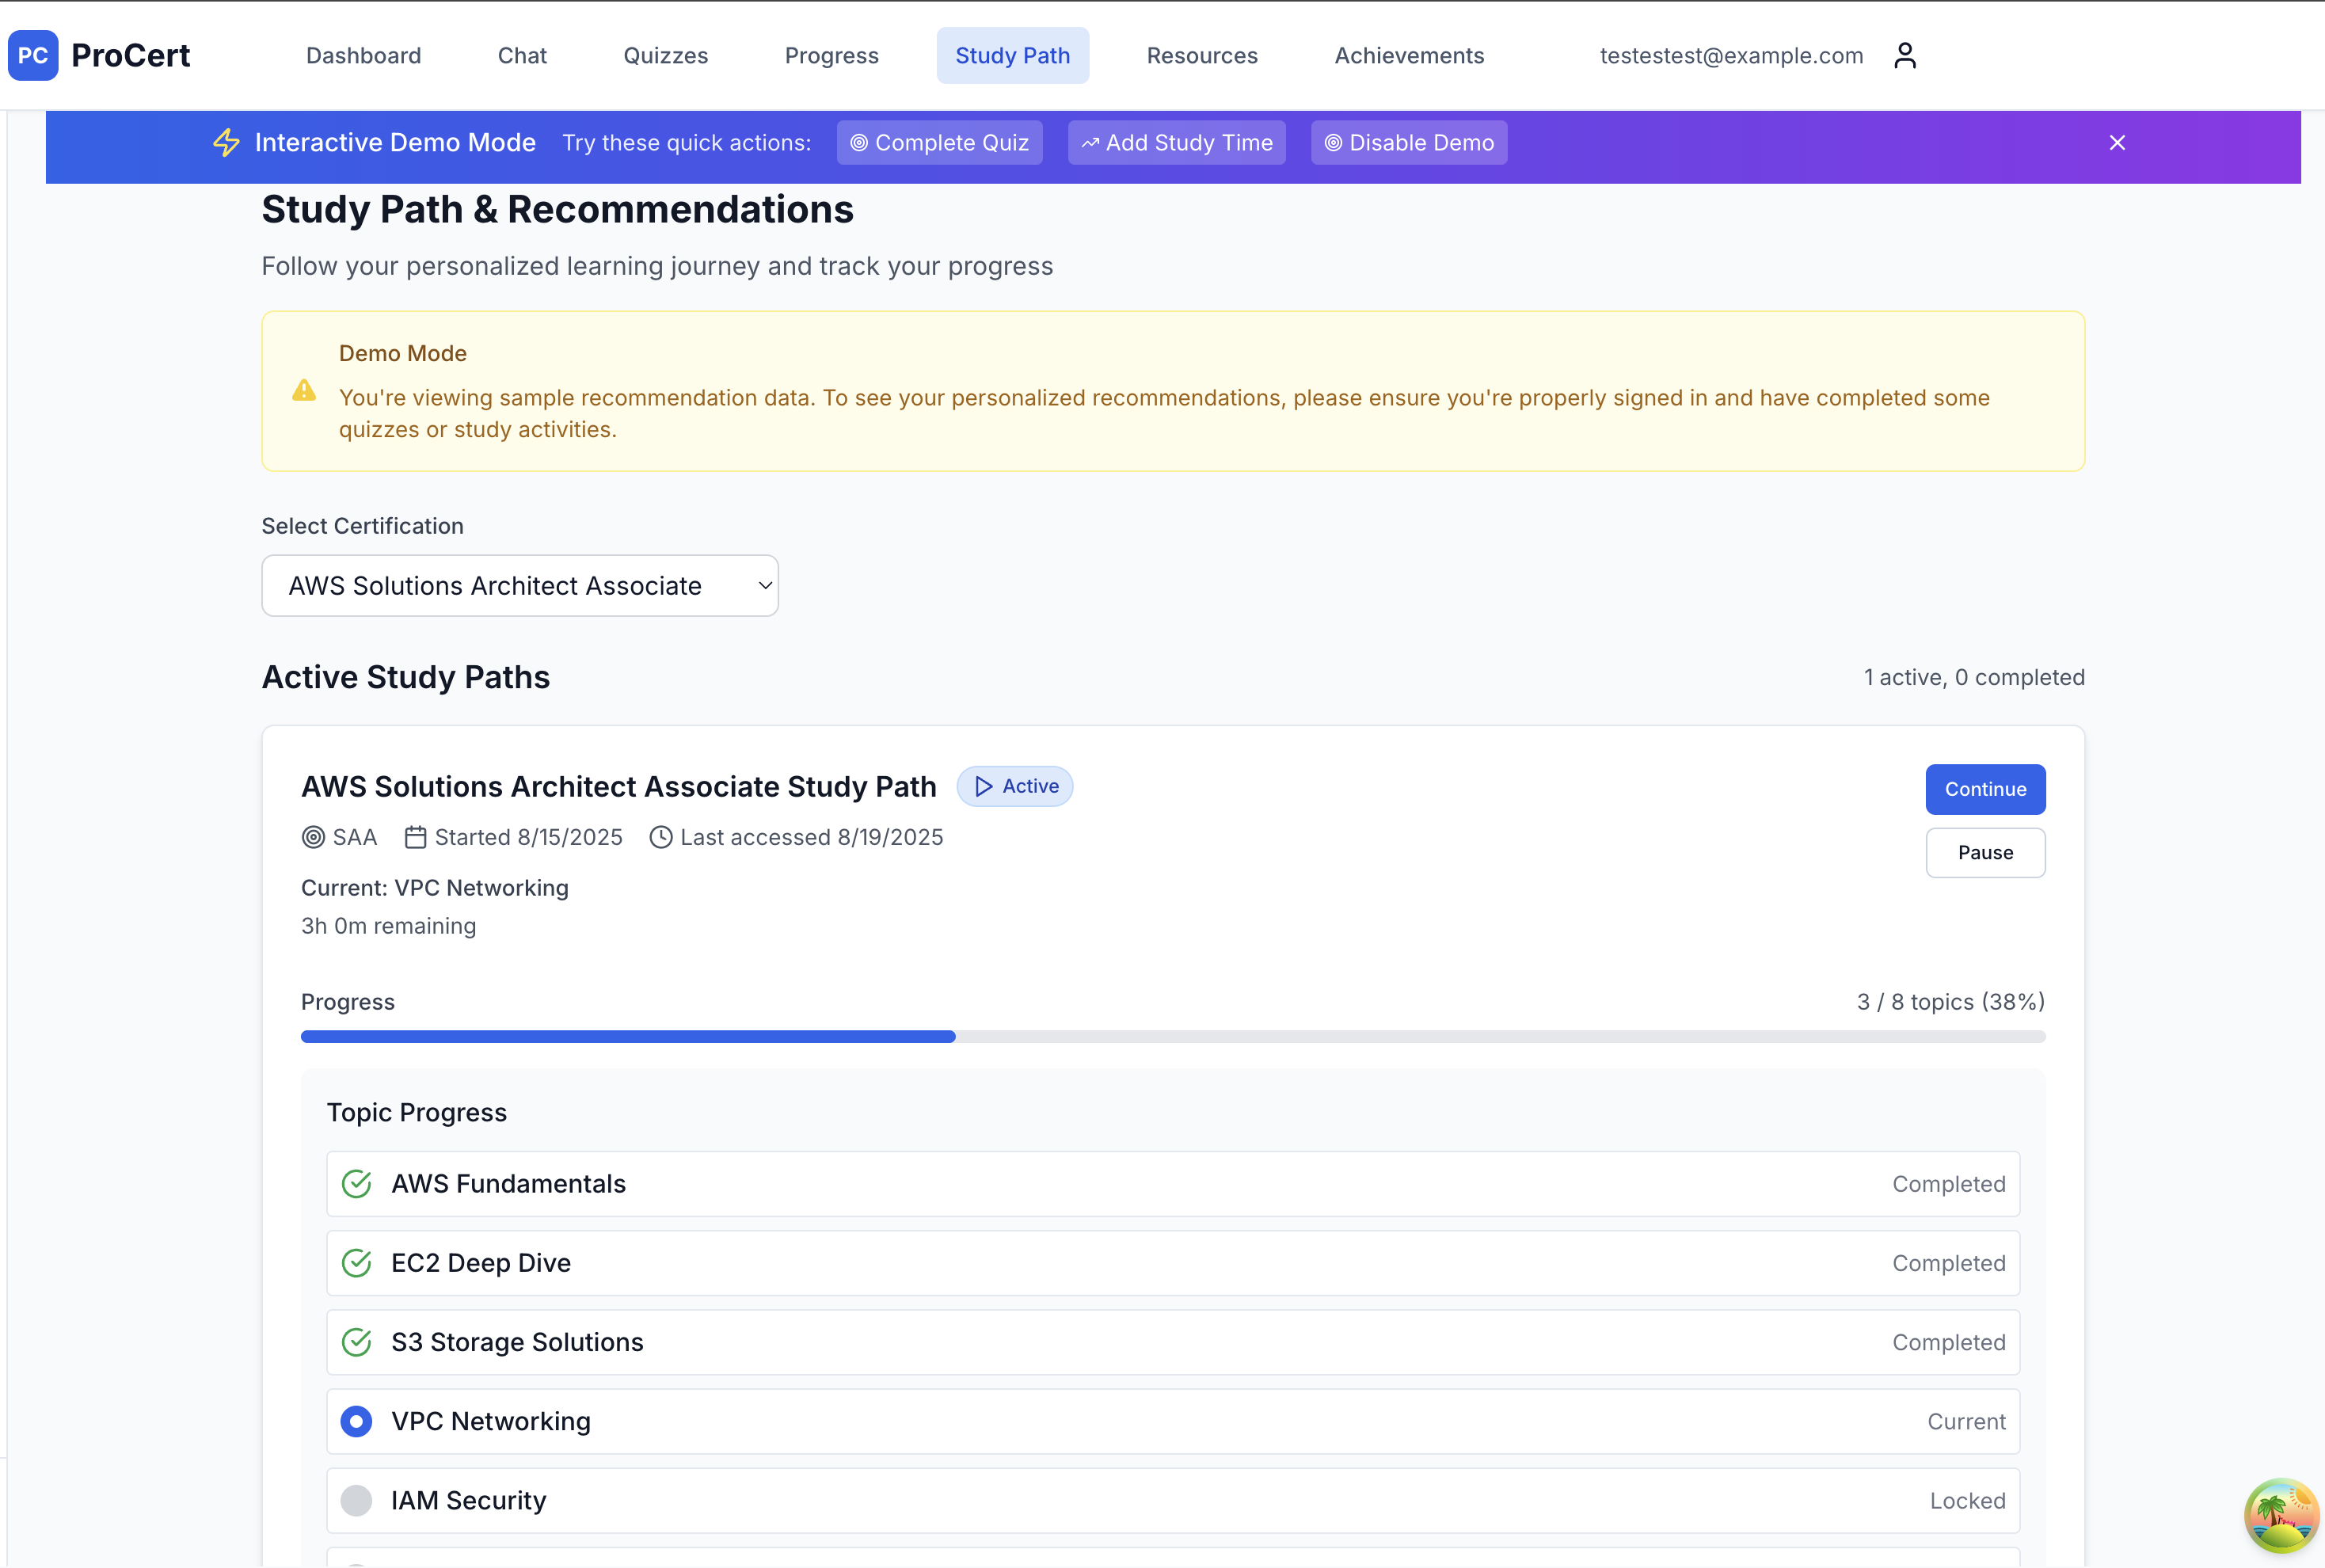 PC ProCert Dashboard Chat Quizzes Progress Study Path Resources Achievements testestest@example.com
Interactive Demo Mode Try these quick actions: Complete Quiz Add Study Time Disable Demo
Study Path & Recommendations
Follow your personalized learning journey and track your progress
Demo Mode
You're viewing sample recommendation data. To see your personalized recommendations, please ensure you're properly signed in and have completed some
quizzes or study activities.
Select Certification
AWS Solutions Architect Associate
Active Study Paths 1 active, 0 completed
AWS Solutions Architect Associate Study Path Active Continue
SAA Started 8/15/2025 Last accessed 8/19/2025 Pause
Current: VPC Networking
3h 0m remaining
Progress 3 / 8 topics (38%)
Topic Progress
AWS Fundamentals Completed
EC2 Deep Dive Completed
S3 Storage Solutions Completed
VPC Networking Current
IAM Security Locked